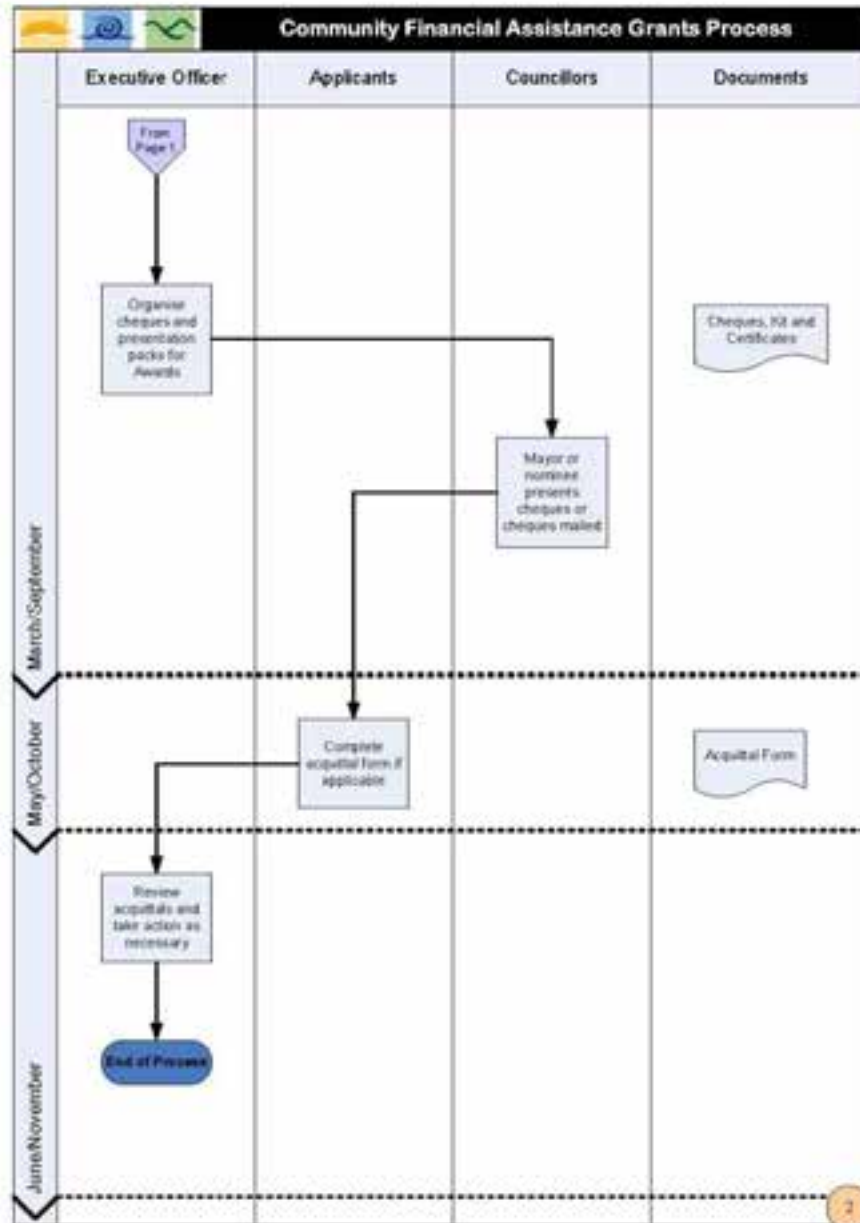 Community Financial Assistance Grants Process
Executive Officer
Applicants
Councillors
Documents
From
Page 1
Organise
cheques and
presentation
packs for
Awards
Cheques, Kit and
Certificates
Mayor or
nominee
presents
cheques or
cheques mailed
March/September
Complete
acquittal form if
applicable
Acquittal Form
May/October
Review
acquittals and
take action as
necessary
End of Process
June/November
2